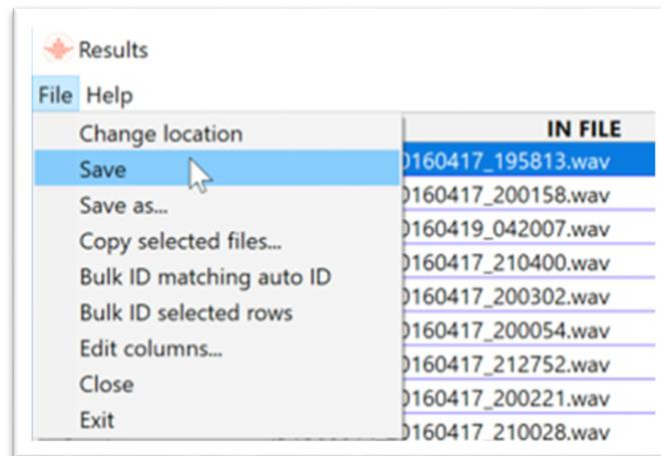 Results
File Help
IN FILE
Change location
Save
Save as...
Copy selected files...
Bulk ID matching auto ID
Bulk ID selected rows
Edit columns...
Close
Exit
0160417_195813.wav
0160417_200158.wav
0160419_042007.wav
0160417_210400.wav
0160417_200302.wav
0160417_200054.wav
0160417_212752.wav
0160417_200221.wav
0160417_210028.wav